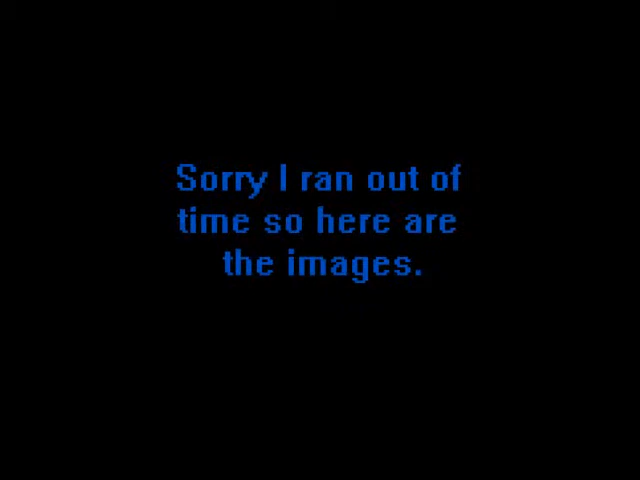 Sorry I ran out of
time so here are
the images.